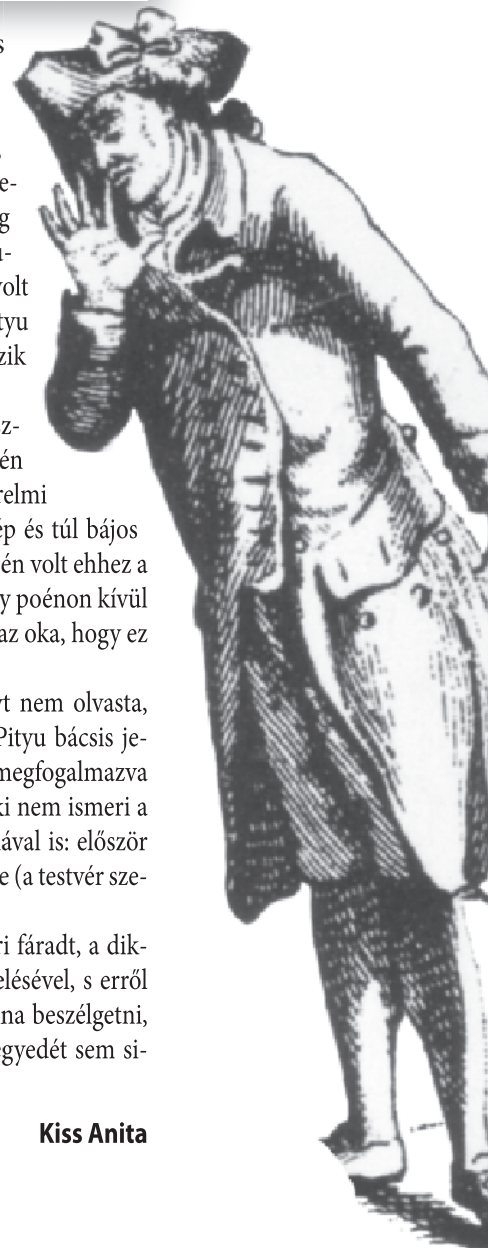 s
e-
g
u-
volt
tyu
zik
sz-
én
relmi
ép és túl bájos
én volt ehhez a
y poénon kívül
az oka, hogy ez
yt nem olvasta,
Pityu bácsis je-
megfogalmazva
ki nem ismeri a
ával is: először
e (a testvér sze-
ri fáradt, a dik-
elésével, s erről
na beszélgetni,
egyedét sem si-
Kiss Anita